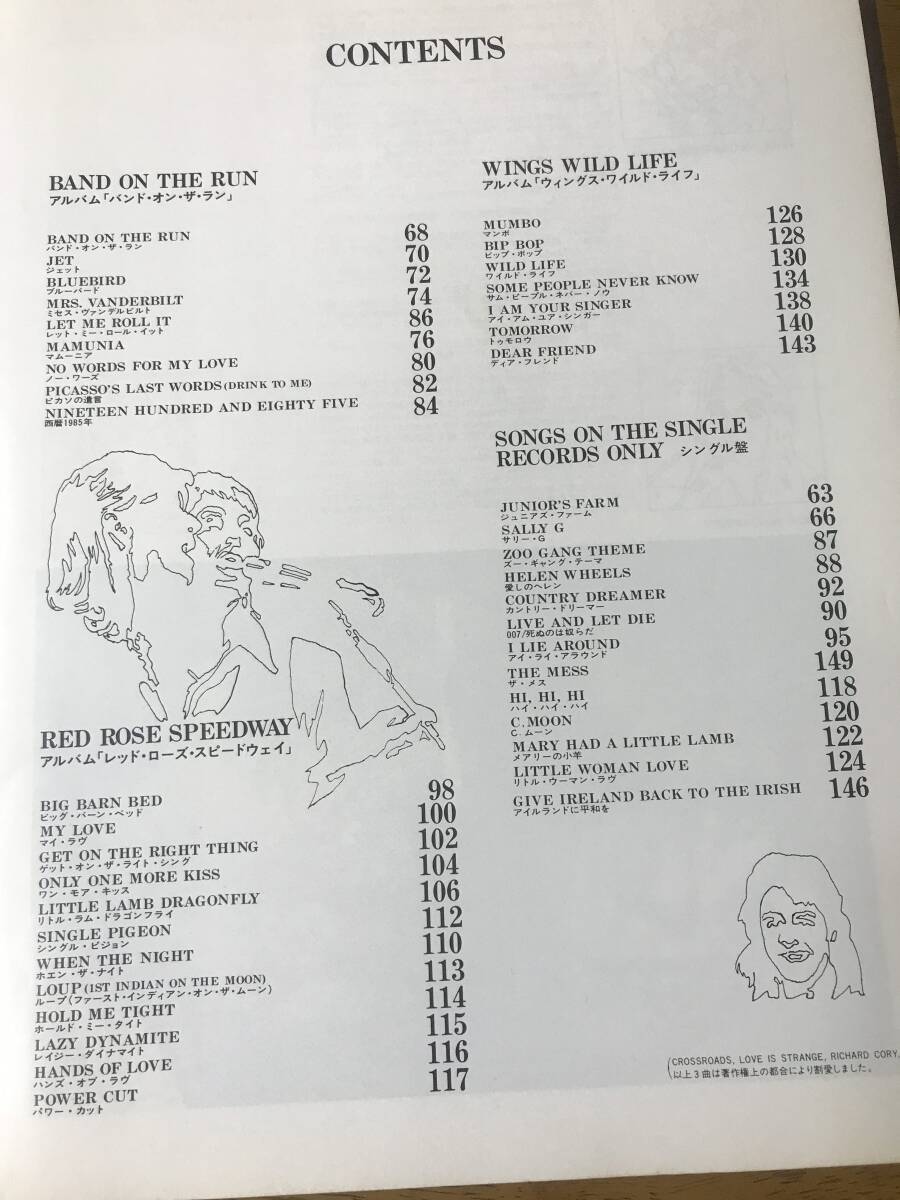 CONTENTS
BAND ON THE RUN
アルバム「バンド・オン・ザ・ラン」
BAND ON THE RUN 68
バンド・オン・ザ・ラン
JET 70
ジェット
BLUEBIRD 72
ブルーバード
MRS. VANDERBILT 74
ミセス・ヴァンデルビルト
LET ME ROLL IT 86
レット・ミー・ロール・イット
MAMUNIA 76
マムーニア
NO WORDS FOR MY LOVE 80
ノー・ワーズ
PICASSO'S LAST WORDS (DRINK TO ME) 82
ピカソの遺言
NINETEEN HUNDRED AND EIGHTY FIVE 84
西暦1985年
RED ROSE SPEEDWAY
アルバム「レッド・ローズ・スピードウェイ」
BIG BARN BED 98
ビッグ・バーン・ベッド
MY LOVE 100
マイ・ラヴ
GET ON THE RIGHT THING 102
ゲット・オン・ザ・ライト・シング
ONLY ONE MORE KISS 104
ワン・モア・キッス
LITTLE LAMB DRAGONFLY 106
リトル・ラム・ドラゴンフライ
SINGLE PIGEON 112
シングル・ピジョン
WHEN THE NIGHT 110
ホエン・ザ・ナイト
LOUP (1ST INDIAN ON THE MOON) 113
ループ(ファースト・インディアン・オン・ザ・ムーン)
HOLD ME TIGHT 114
ホールド・ミー・タイト
LAZY DYNAMITE 115
レイジー・ダイナマイト
HANDS OF LOVE 116
ハンズ・オブ・ラヴ
POWER CUT 117
パワー・カット
WINGS WILD LIFE
アルバム「ウィングス・ワイルド・ライフ」
MUMBO 126
マンボ
BIP BOP 128
ビップ・ボップ
WILD LIFE 130
ワイルド・ライフ
SOME PEOPLE NEVER KNOW 134
サム・ピープル・ネバー・ノウ
I AM YOUR SINGER 138
アイ・アム・ユア・シンガー
TOMORROW 140
トゥモロウ
DEAR FRIEND 143
ディア・フレンド
SONGS ON THE SINGLE
RECORDS ONLY シングル盤
JUNIOR'S FARM 63
ジュニアズ・ファーム
SALLY G 66
サリー・G
ZOO GANG THEME 87
ズー・ギャング・テーマ
HELEN WHEELS 88
愛しのヘレン
COUNTRY DREAMER 92
カントリー・ドリーマー
LIVE AND LET DIE 90
007/死ぬのは奴らだ
I LIE AROUND 95
アイ・ライ・アラウンド
THE MESS 149
ザ・メス
HI, HI, HI 118
ハイ・ハイ・ハイ
C.MOON 120
C. ムーン
MARY HAD A LITTLE LAMB 122
メアリーの小羊
LITTLE WOMAN LOVE 124
リトル・ウーマン・ラヴ
GIVE IRELAND BACK TO THE IRISH 146
アイルランドに平和を
(CROSSROADS, LOVE IS STRANGE, RICHARD CORY,
以上3曲は著作権上の都合により割愛しました。